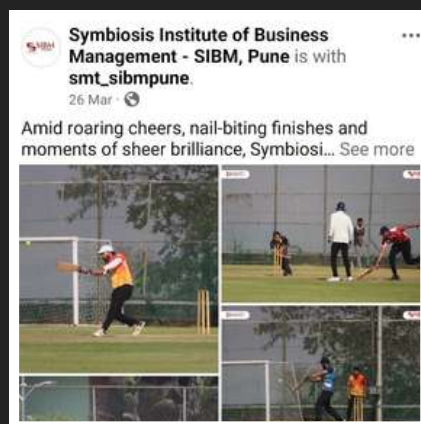 SIBM
Symbiosis Institute of Business
Management - SIBM, Pune is with
smt_sibmpune.
26 Mar ·
Amid roaring cheers, nail-biting finishes and
moments of sheer brilliance, Symbiosi... See more